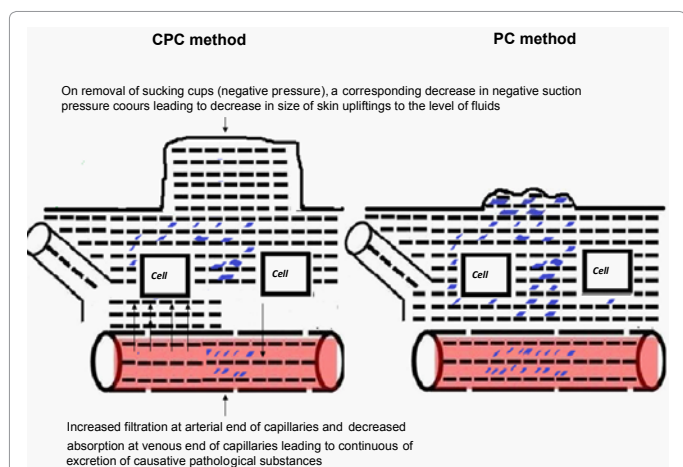 CPC method
PC method
On removal of sucking cups (negative pressure), a corresponding decrease in negative suction
pressure coours leading to decrease in size of skin upliftings to the level of fluids
Cell
Cell
Cell
Cell
Increased filtration at arterial end of capillaries and decreased
absorption at venous end of capillaries leading to continuous of
excretion of causative pathological substances